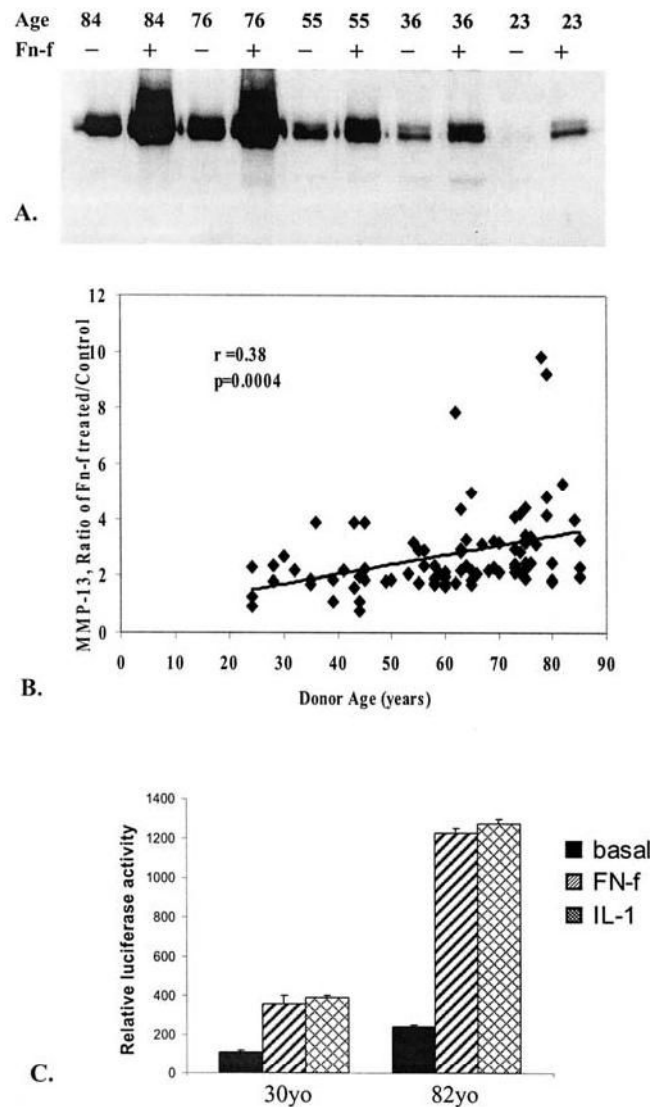 Age 84 84 76 76 55 55 36 36 23 23
Fn-f – + – + – + – + – +
A.
12
10
8
6
4
2
0
r =0.38
p=0.0004
MMP-13, Ratio of Fn-f treated/Control
0 10 20 30 40 50 60 70 80 90
Donor Age (years)
B.
1400
1200
1000
800
600
400
200
0
Relative luciferase activity
basal
FN-f
IL-1
30yo 82yo
C.